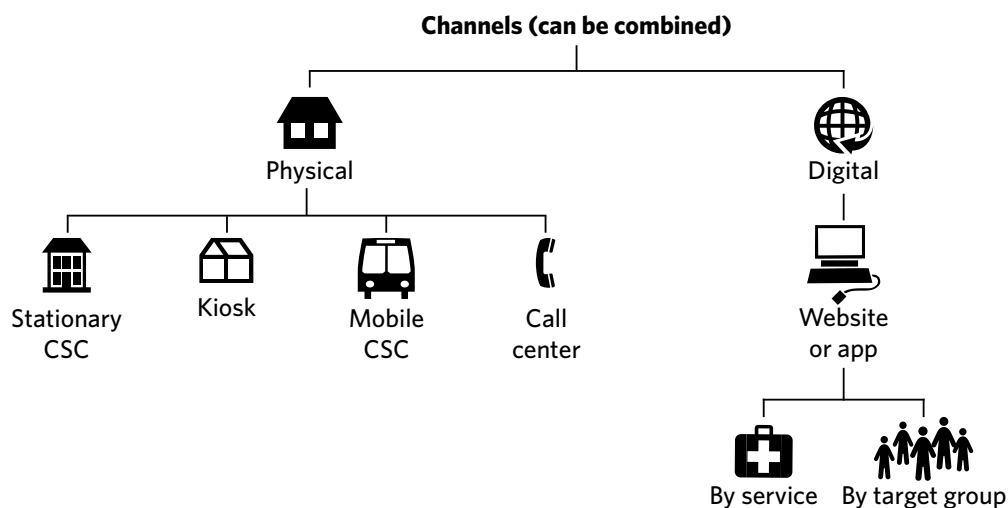 Channels (can be combined)
Physical
Digital
Stationary
CSC
Kiosk
Mobile
CSC
Call
center
Website
or app
By service
By target group